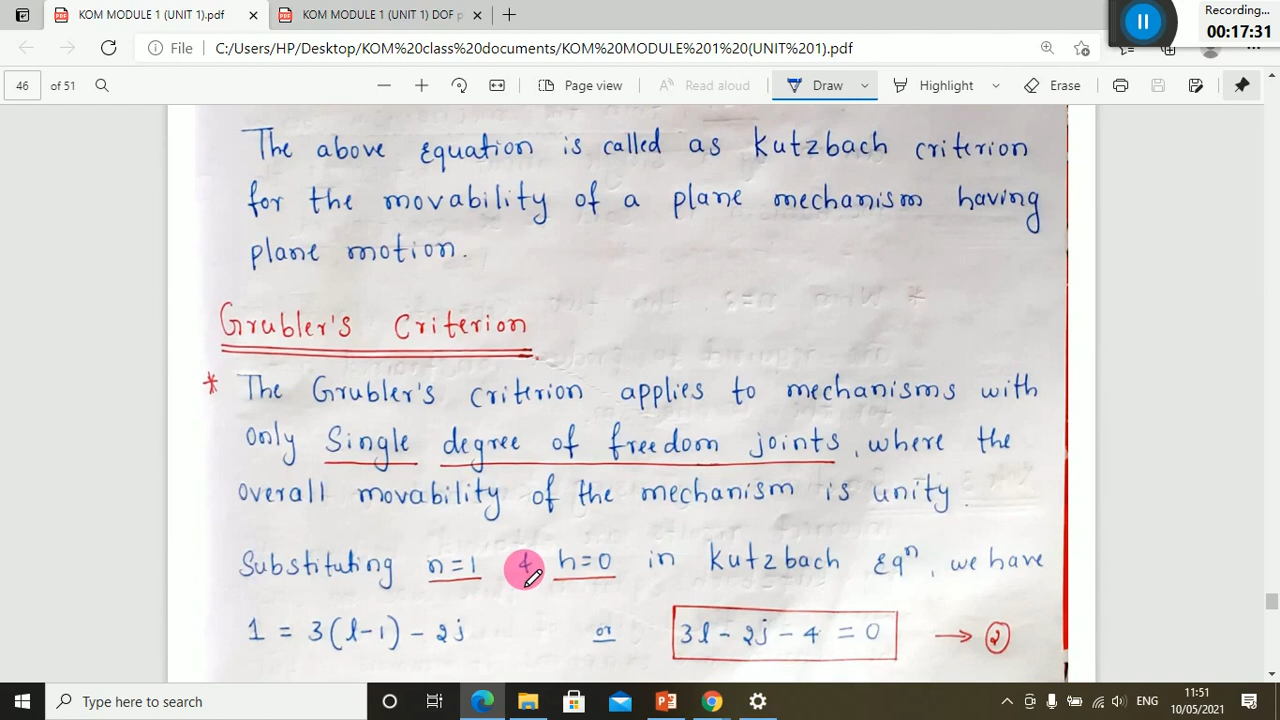 KOM MODULE 1 (UNIT 1).pdf
KOM MODULE 1 (UNIT 1) DOF p
Recording...
00:17:31
File
C:/Users/HP/Desktop/KOM%20class%20documents/KOM%20MODULE%201%20(UNIT%201).pdf
46 of 51
Page view
Read aloud
Draw
Highlight
Erase
The above Equation is called as Kutzbach criterion
for the movability of a plane mechanism having
plane motion.
Grubler's Criterion
* The Grubler's criterion applies to mechanisms with
only Single degree of freedom joints, where the
overall movability of the mechanism is unity.
Substituting n=1 & h=0 in Kutzbach Eqn, we have
1 = 3(l-1) - 2j or 3l - 2j - 4 = 0 → 2
Type here to search
ENG
11:51
10/05/2021